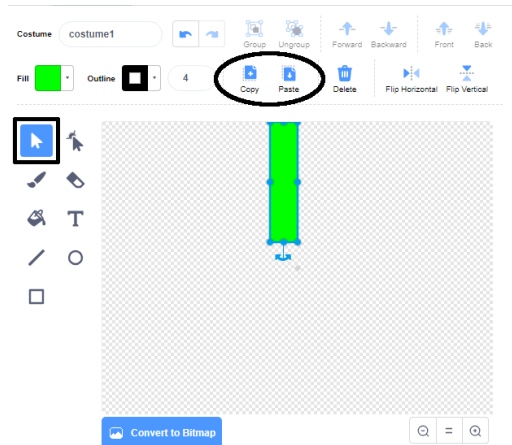 Costume costume1 Group Ungroup Forward Backward Front Back
Fill Outline 4 Copy Paste Delete Flip Horizontal Flip Vertical
T
Convert to Bitmap